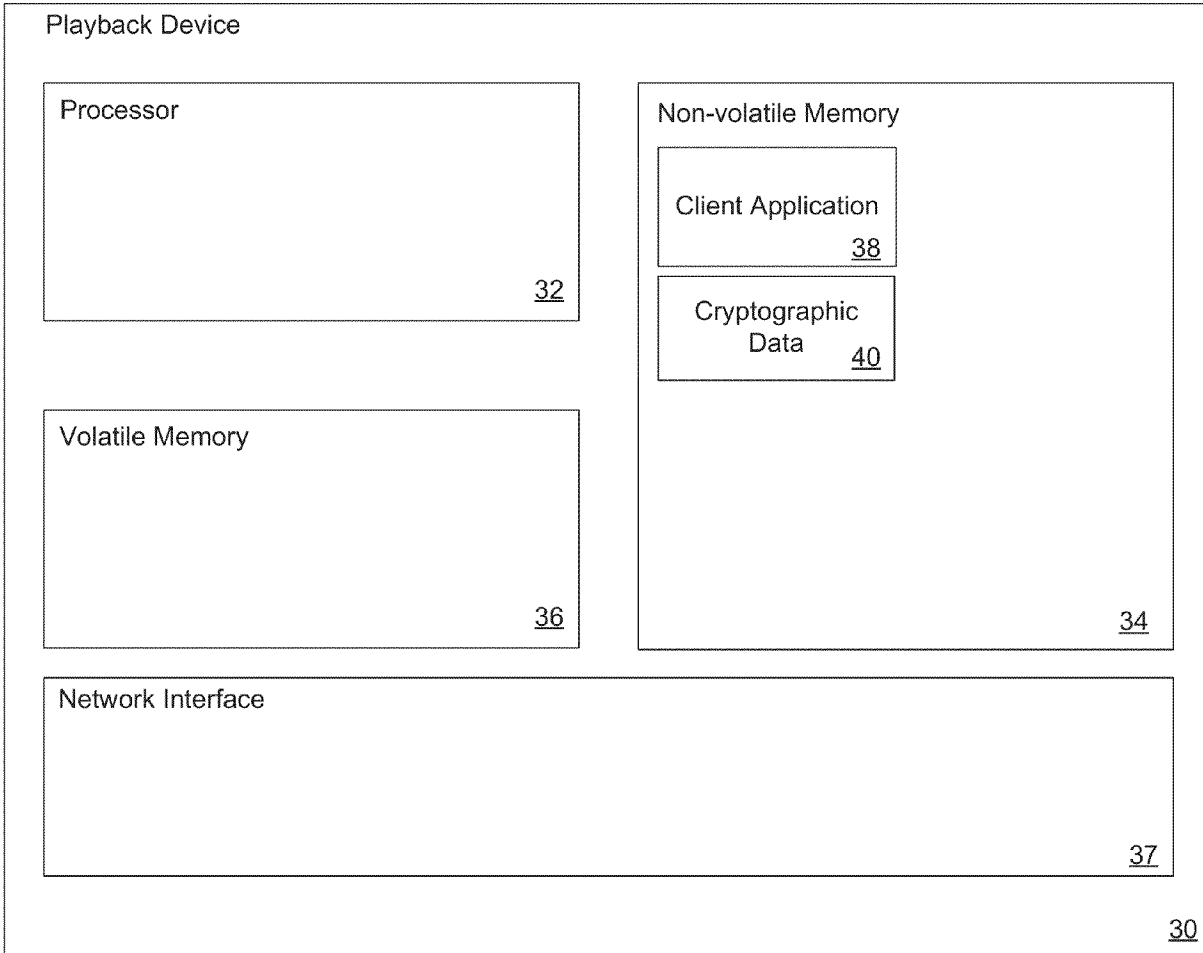 Playback Device
Processor
32
Non-volatile Memory
Client Application
38
Cryptographic
Data
40
Volatile Memory
36
34
Network Interface
37
30